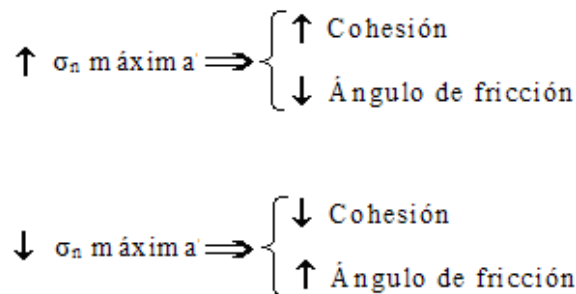 ↑ Cohesión
↑ σₙ máxima ⇒
↓ Ángulo de fricción
↓ Cohesión
↓ σₙ máxima ⇒
↑ Ángulo de fricción